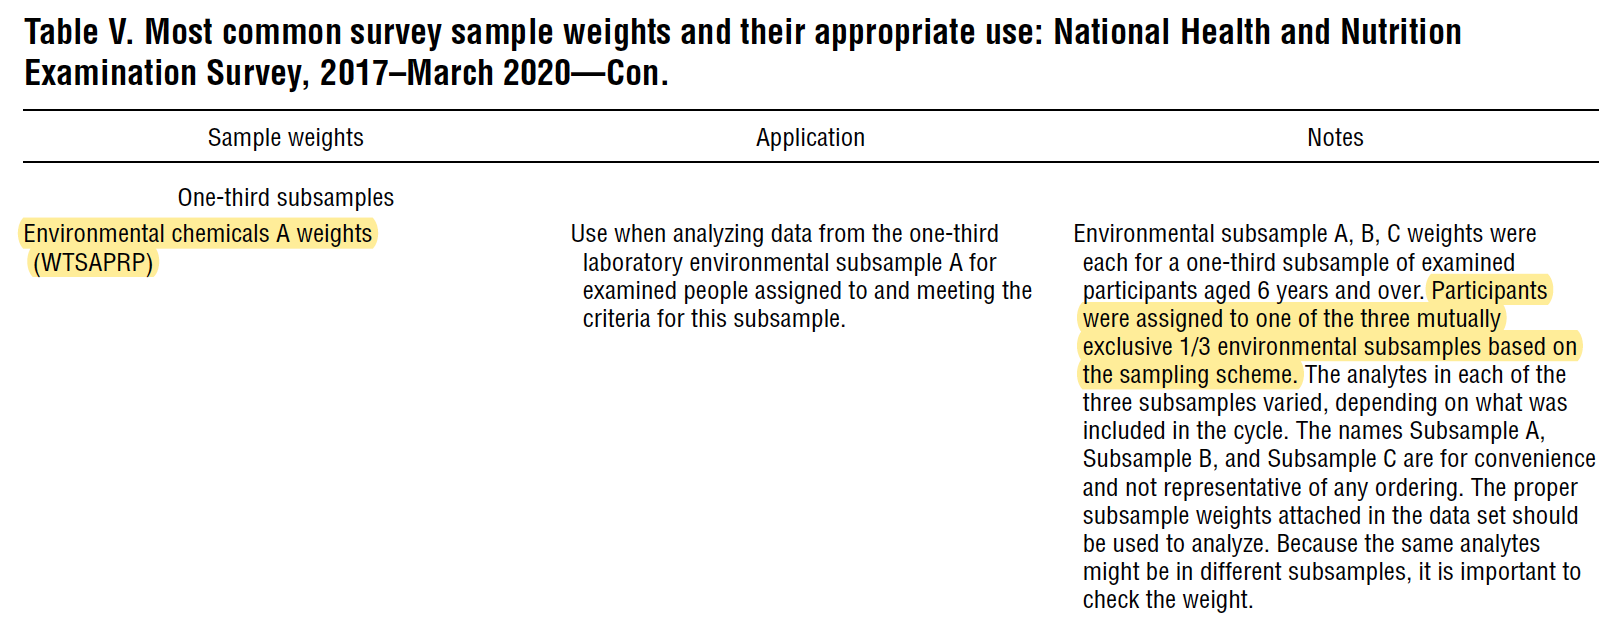 Table V. Most common survey sample weights and their appropriate use: National Health and Nutrition
Examination Survey, 2017–March 2020—Con.
Sample weights
Application
Notes
One-third subsamples
Environmental chemicals A weights
(WTSAPRP)
Use when analyzing data from the one-third
laboratory environmental subsample A for
examined people assigned to and meeting the
criteria for this subsample.
Environmental subsample A, B, C weights were
each for a one-third subsample of examined
participants aged 6 years and over. Participants
were assigned to one of the three mutually
exclusive 1/3 environmental subsamples based on
the sampling scheme. The analytes in each of the
three subsamples varied, depending on what was
included in the cycle. The names Subsample A,
Subsample B, and Subsample C are for convenience
and not representative of any ordering. The proper
subsample weights attached in the data set should
be used to analyze. Because the same analytes
might be in different subsamples, it is important to
check the weight.